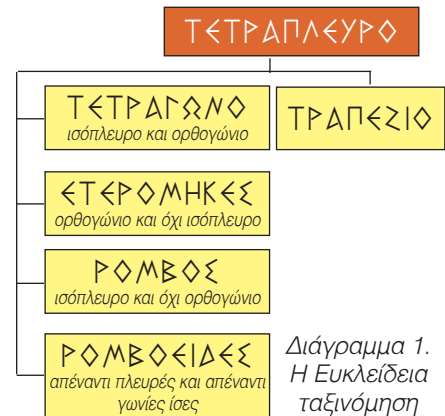 ΤΕΤΡΑΠΛΕΥΡΟ
ΤΕΤΡΑΓΩΝΟ
ισόπλευρο και ορθογώνιο
ΤΡΑΠΕΖΙΟ
ΕΤΕΡΟΜΗΚΕΣ
ορθογώνιο και όχι ισόπλευρο
ΡΟΜΒΟΣ
ισόπλευρο και όχι ορθογώνιο
ΡΟΜΒΟΕΙΔΕΣ
απέναντι πλευρές και απέναντι
γωνίες ίσες
Διάγραμμα 1.
Η Ευκλείδεια
ταξινόμηση